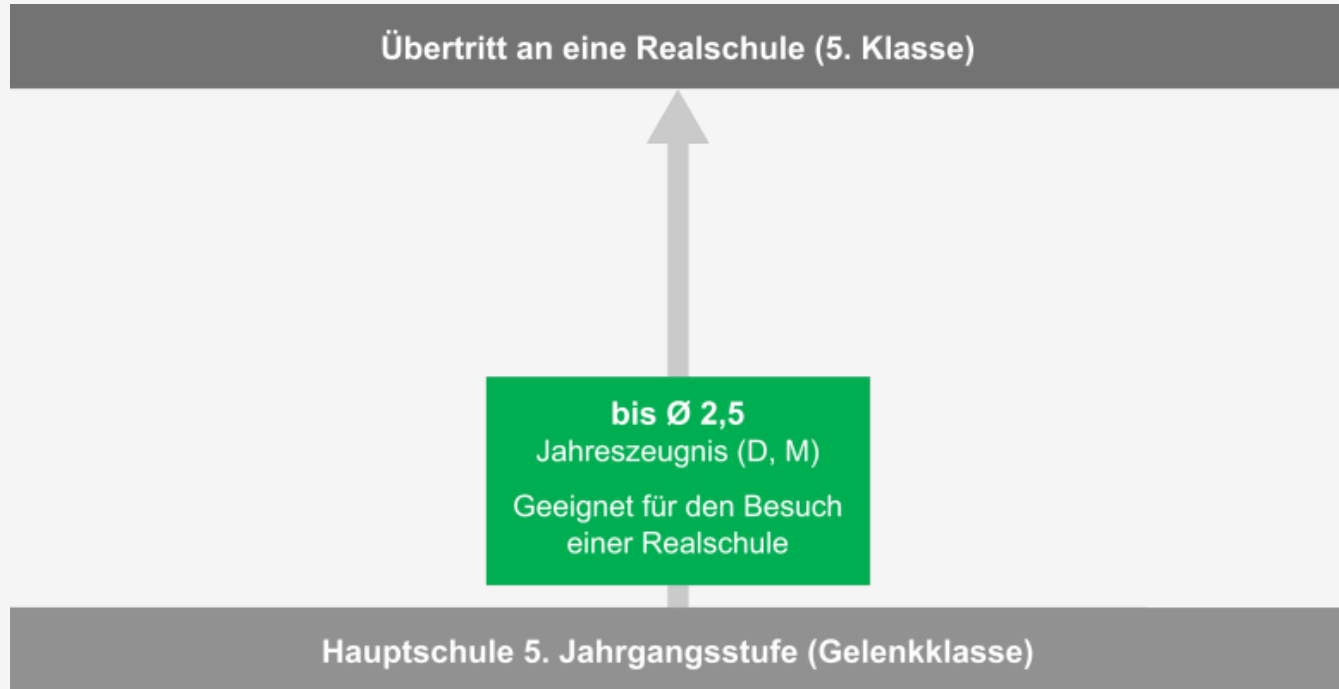 Übertritt an eine Realschule (5. Klasse)
bis Ø 2,5
Jahreszeugnis (D, M)
Geeignet für den Besuch
einer Realschule
Hauptschule 5. Jahrgangsstufe (Gelenkklasse)